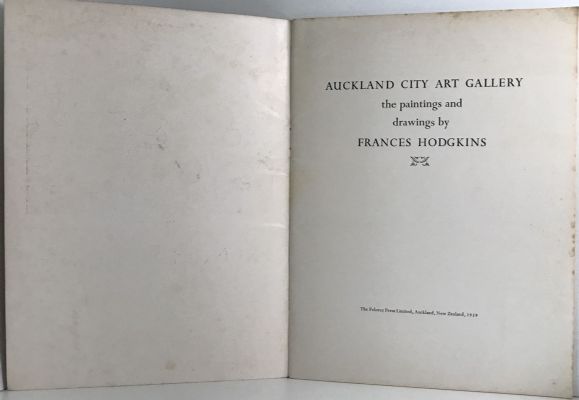 AUCKLAND CITY ART GALLERY
the paintings and
drawings by
FRANCES HODGKINS
The Pelorus Press Limited, Auckland, New Zealand, 1959